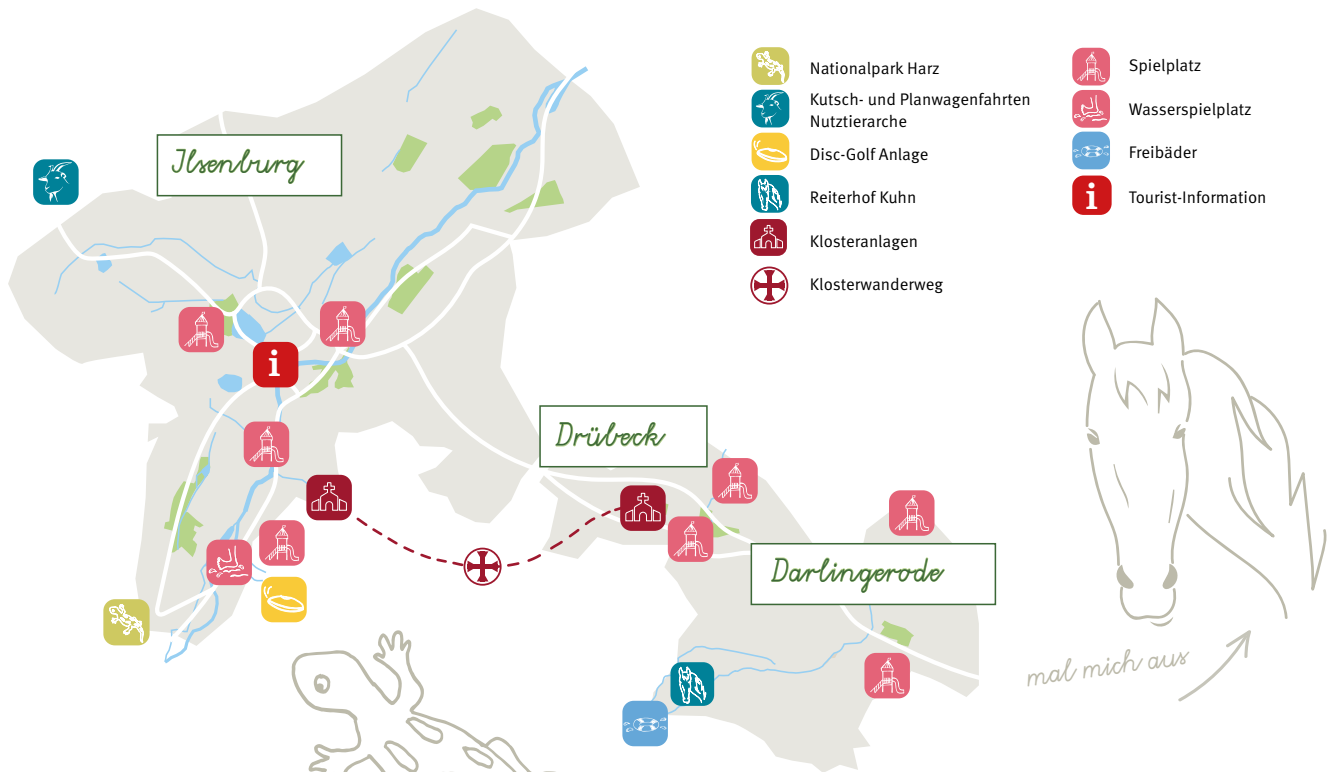 Ilsenburg
Drübeck
Darlingerode
Nationalpark Harz
Kutsch- und Planwagenfahrten
Nutztierarche
Disc-Golf Anlage
Reiterhof Kuhn
Klosteranlagen
Klosterwanderweg
Spielplatz
Wasserspielplatz
Freibäder
i
Tourist-Information
i
mal mich aus